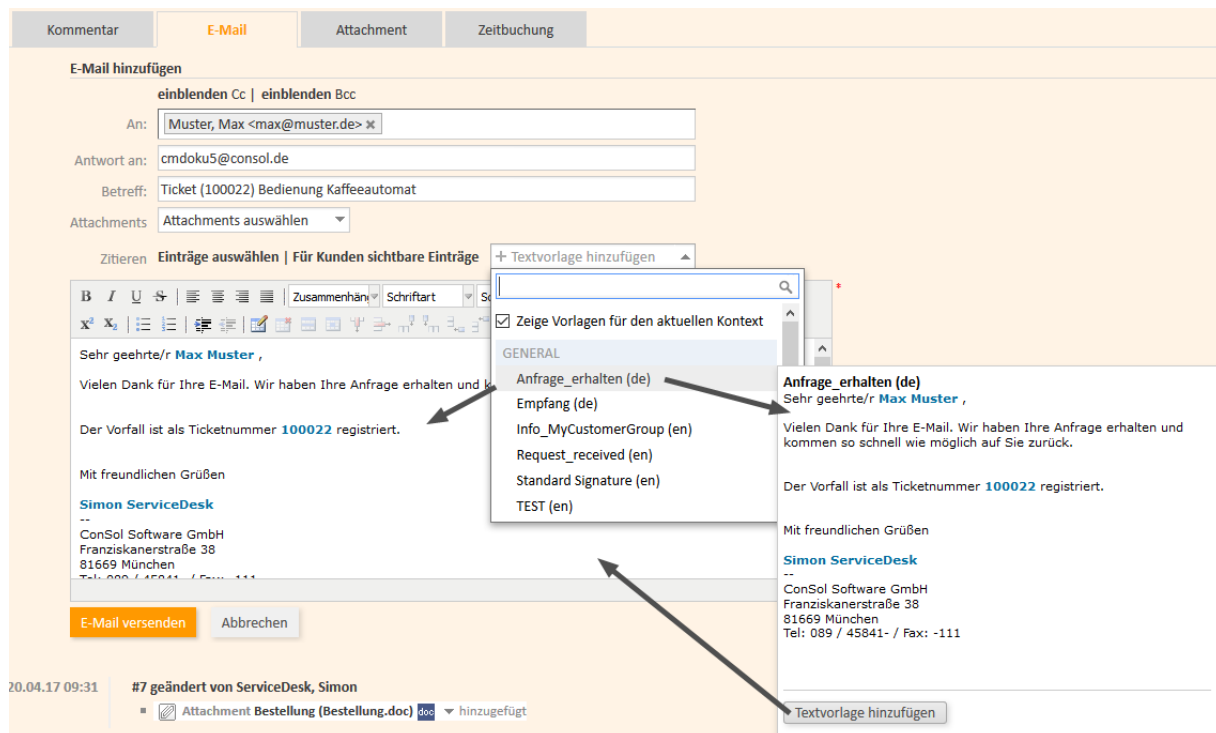 Kommentar E-Mail Attachment Zeitbuchung
E-Mail hinzufügen
einblenden Cc | einblenden Bcc
An: Muster, Max <max@muster.de>
Antwort an: cmdoku5@consol.de
Betreff: Ticket (100022) Bedienung Kaffeeautomat
Attachments Attachments auswählen
Zitieren Einträge auswählen | Für Kunden sichtbare Einträge + Textvorlage hinzufügen
B I U S Zusammenhän Schriftart
x² x₂
*
Zeige Vorlagen für den aktuellen Kontext
GENERAL
Anfrage_erhalten (de)
Empfang (de)
Info_MyCustomerGroup (en)
Request_received (en)
Standard Signature (en)
TEST (en)
Sehr geehrte/r Max Muster ,
Vielen Dank für Ihre E-Mail. Wir haben Ihre Anfrage erhalten und k
Der Vorfall ist als Ticketnummer 100022 registriert.
Mit freundlichen Grüßen
Simon ServiceDesk
--
ConSol Software GmbH
Franziskanerstraße 38
81669 München
Anfrage_erhalten (de)
Sehr geehrte/r Max Muster ,
Vielen Dank für Ihre E-Mail. Wir haben Ihre Anfrage erhalten und
kommen so schnell wie möglich auf Sie zurück.
Der Vorfall ist als Ticketnummer 100022 registriert.
Mit freundlichen Grüßen
Simon ServiceDesk
--
ConSol Software GmbH
Franziskanerstraße 38
81669 München
Tel: 089 / 45841- / Fax: -111
Textvorlage hinzufügen
E-Mail versenden Abbrechen
20.04.17 09:31 #7 geändert von ServiceDesk, Simon
Attachment Bestellung (Bestellung.doc) doc hinzugefügt